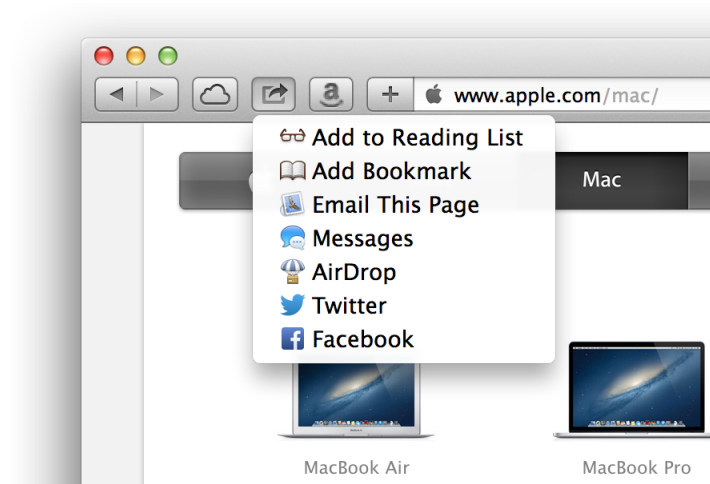 www.apple.com/mac/
Add to Reading List
Add Bookmark
Email This Page
Messages
AirDrop
Twitter
Facebook
Mac
MacBook Air
MacBook Pro